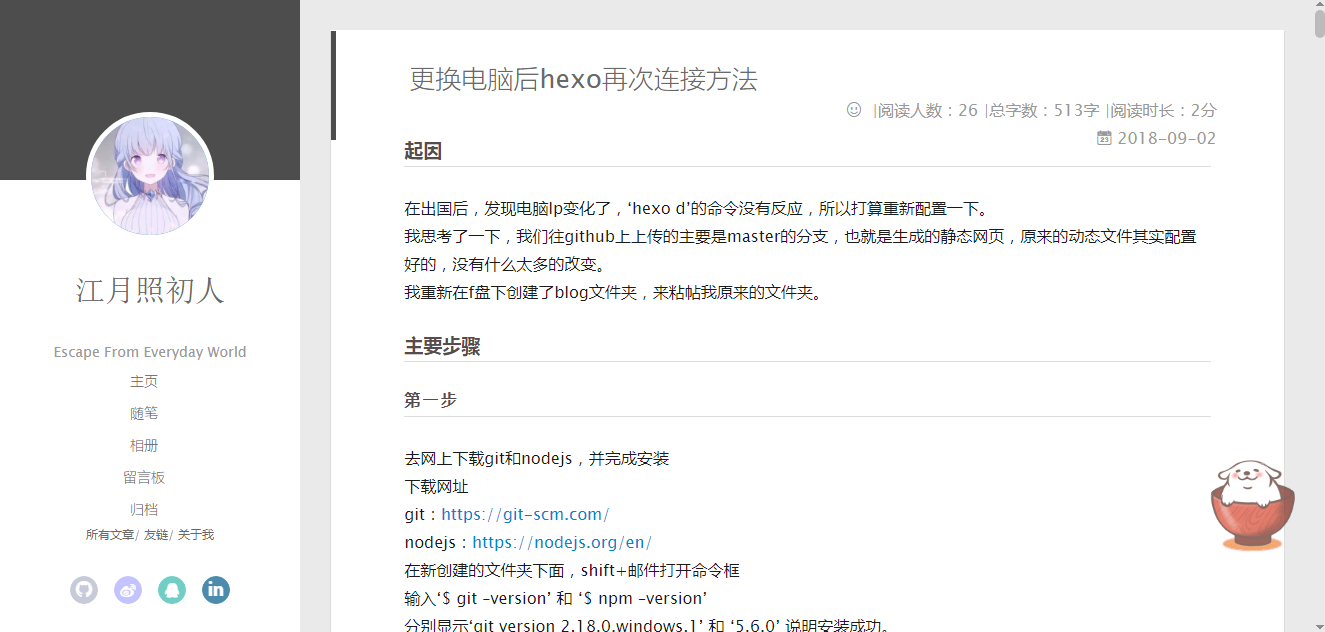 江月照初人
Escape From Everyday World
主页
随笔
相册
留言板
归档
所有文章/ 友链/ 关于我
in
更换电脑后hexo再次连接方法
|阅读人数：26 |总字数：513字 |阅读时长：2分
23 2018-09-02
起因
在出国后，发现电脑Ip变化了，‘hexo d’的命令没有反应，所以打算重新配置一下。
我思考了一下，我们往github上上传的主要是master的分支，也就是生成的静态网页，原来的动态文件其实配置
好的，没有什么太多的改变。
我重新在f盘下创建了blog文件夹，来粘帖我原来的文件夹。
主要步骤
第一步
去网上下载git和nodejs，并完成安装
下载网址
git：https://git-scm.com/
nodejs：https://nodejs.org/en/
在新创建的文件夹下面，shift+邮件打开命令框
输入‘$ git –version’ 和 ‘$ npm –version’
分别显示‘git version 2.18.0.windows.1’ 和 ‘5.6.0’ 说明安装成功。